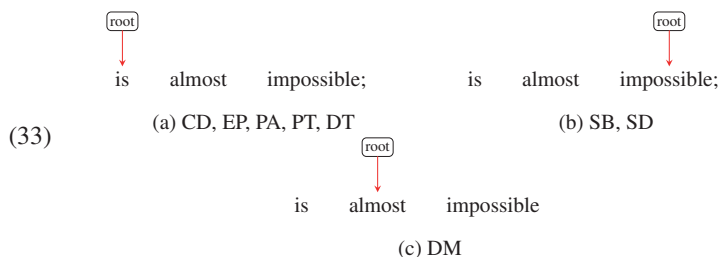 root
root
is almost impossible;
is almost impossible;
(a) CD, EP, PA, PT, DT
(b) SB, SD
(33)
root
is almost impossible
(c) DM